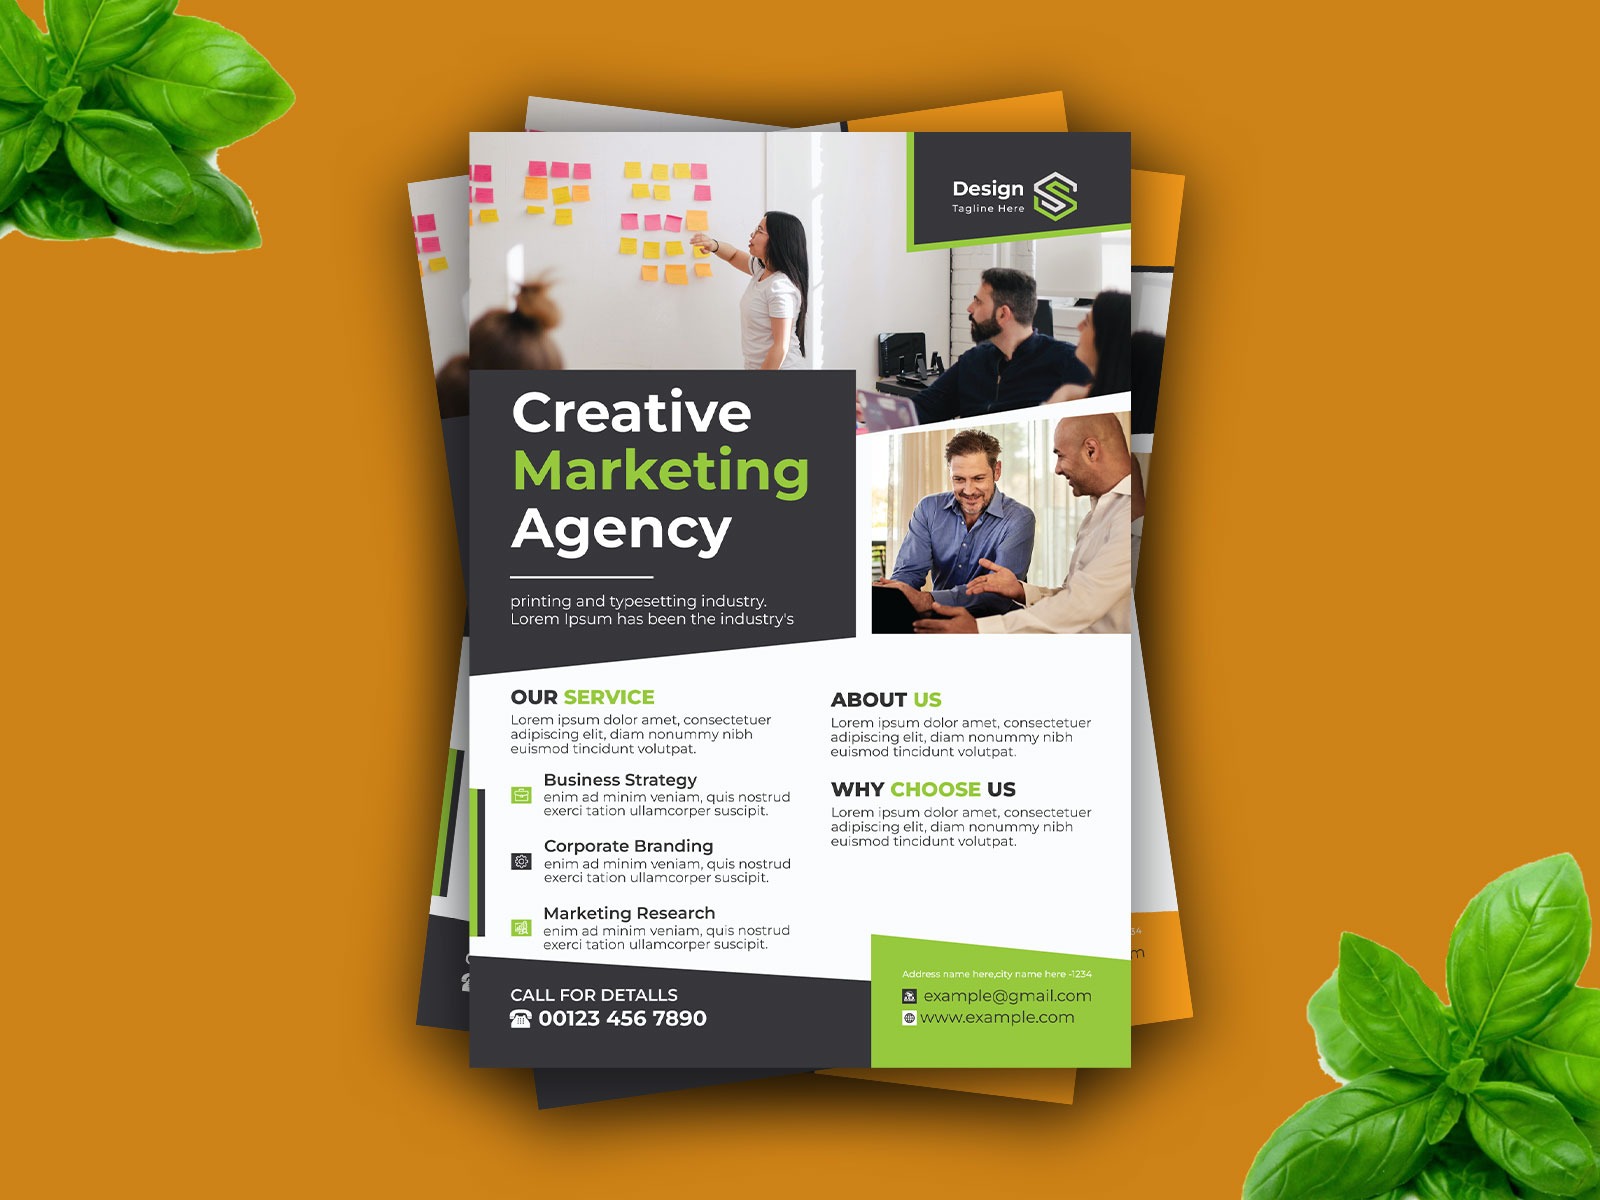 Design
Tagline Here
Creative
Marketing
Agency
printing and typesetting industry.
Lorem Ipsum has been the industry's
OUR SERVICE
Lorem ipsum dolor amet, consectetuer
adipiscing elit, diam nonummy nibh
euismod tincidunt volutpat.
Business Strategy
enim ad minim veniam, quis nostrud
exerci tation ullamcorper suscipit.
Corporate Branding
enim ad minim veniam, quis nostrud
exerci tation ullamcorper suscipit.
Marketing Research
enim ad minim veniam, quis nostrud
exerci tation ullamcorper suscipit.
ABOUT US
Lorem ipsum dolor amet, consectetuer
adipiscing elit, diam nonummy nibh
euismod tincidunt volutpat.
WHY CHOOSE US
Lorem ipsum dolor amet, consectetuer
adipiscing elit, diam nonummy nibh
euismod tincidunt volutpat.
CALL FOR DETALLS
00123 456 7890
Address name here,city name here -1234
example@gmail.com
www.example.com